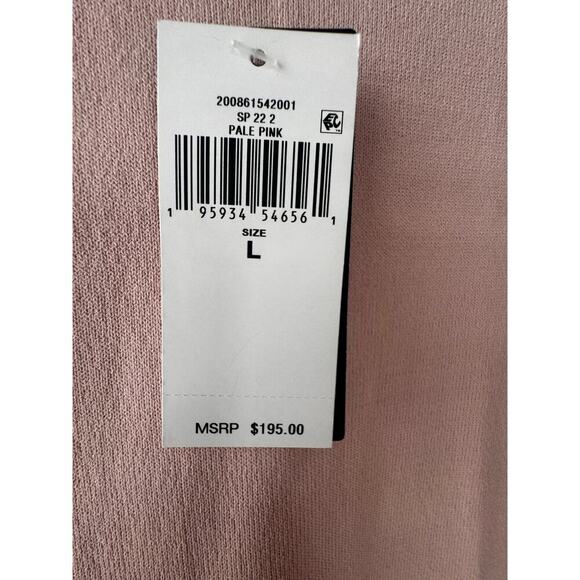 200861542001
SP 22 2
PALE PINK
1 95934 54656 1
SIZE
L
MSRP $195.00